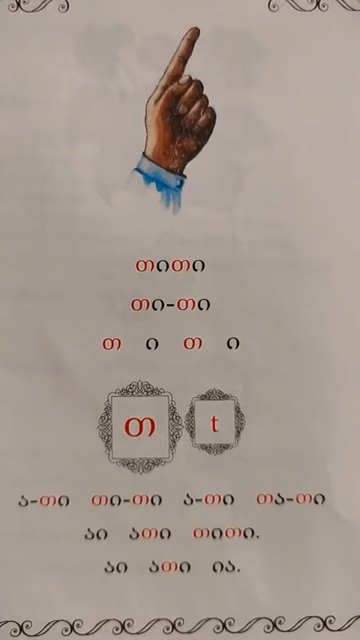 თითი
თი-თი
თ ი თ ი
თ t
ა-თი თი-თი ა-თი თა-თი
აი ათი თითი.
აი ათი ია.